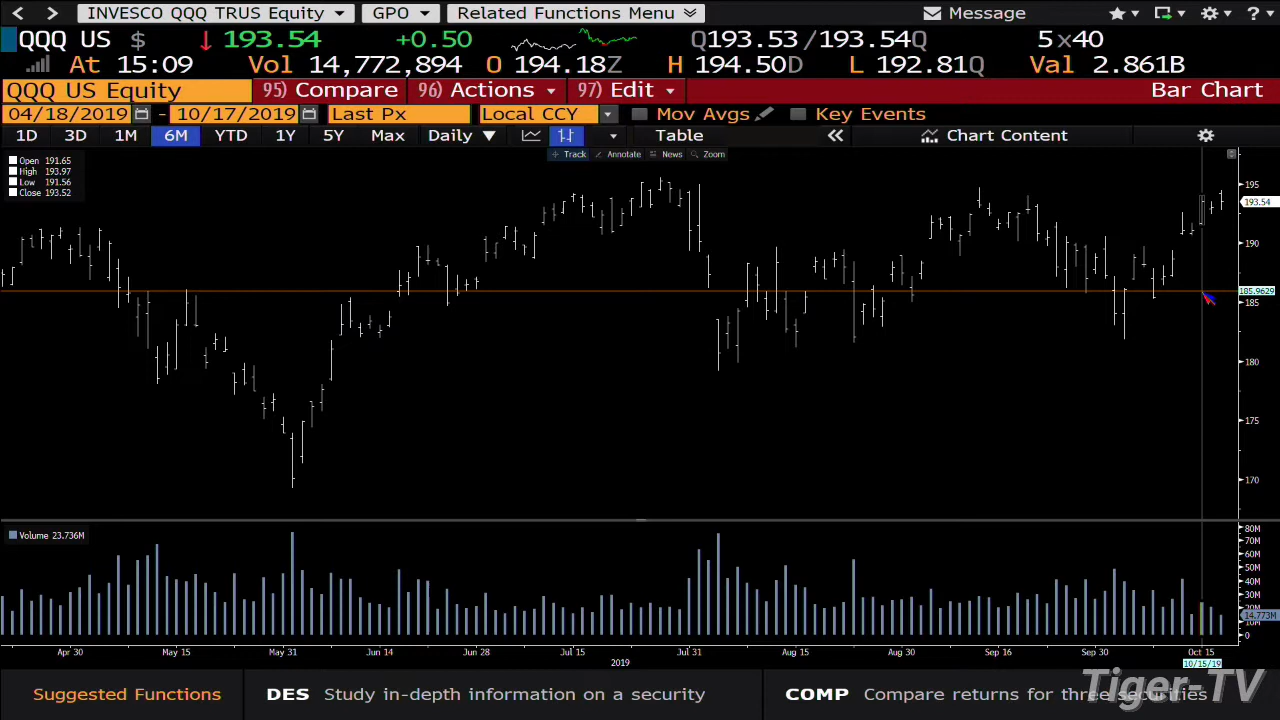 INVESCO QQQ TRUS Equity GPO Related Functions Menu Message ?
QQQ US $ ↓ 193.54 +0.50 Q193.53/193.54Q 5x40
At 15:09 Vol 14,772,894 O 194.18Z H 194.50D L 192.81Q Val 2.861B
QQQ US Equity 95) Compare 96) Actions 97) Edit Bar Chart
04/18/2019 - 10/17/2019 Last Px Local CCY Mov Avgs Key Events
1D 3D 1M 6M YTD 1Y 5Y Max Daily Table Chart Content
Track Annotate News Zoom
Open 191.65
High 193.97
Low 191.56
Close 193.52
195
193.54
190
185.9629
185
180
175
170
Volume 23.736M
80M
70M
60M
50M
40M
30M
20M
14.773M
10M
0
Apr 30 May 15 May 31 Jun 14 Jun 28 Jul 15 Jul 31 Aug 15 Aug 30 Sep 16 Sep 30 Oct 15
2019 10/15/19
Suggested Functions DES Study in-depth information on a security COMP Compare returns for three securities
Tiger-TV